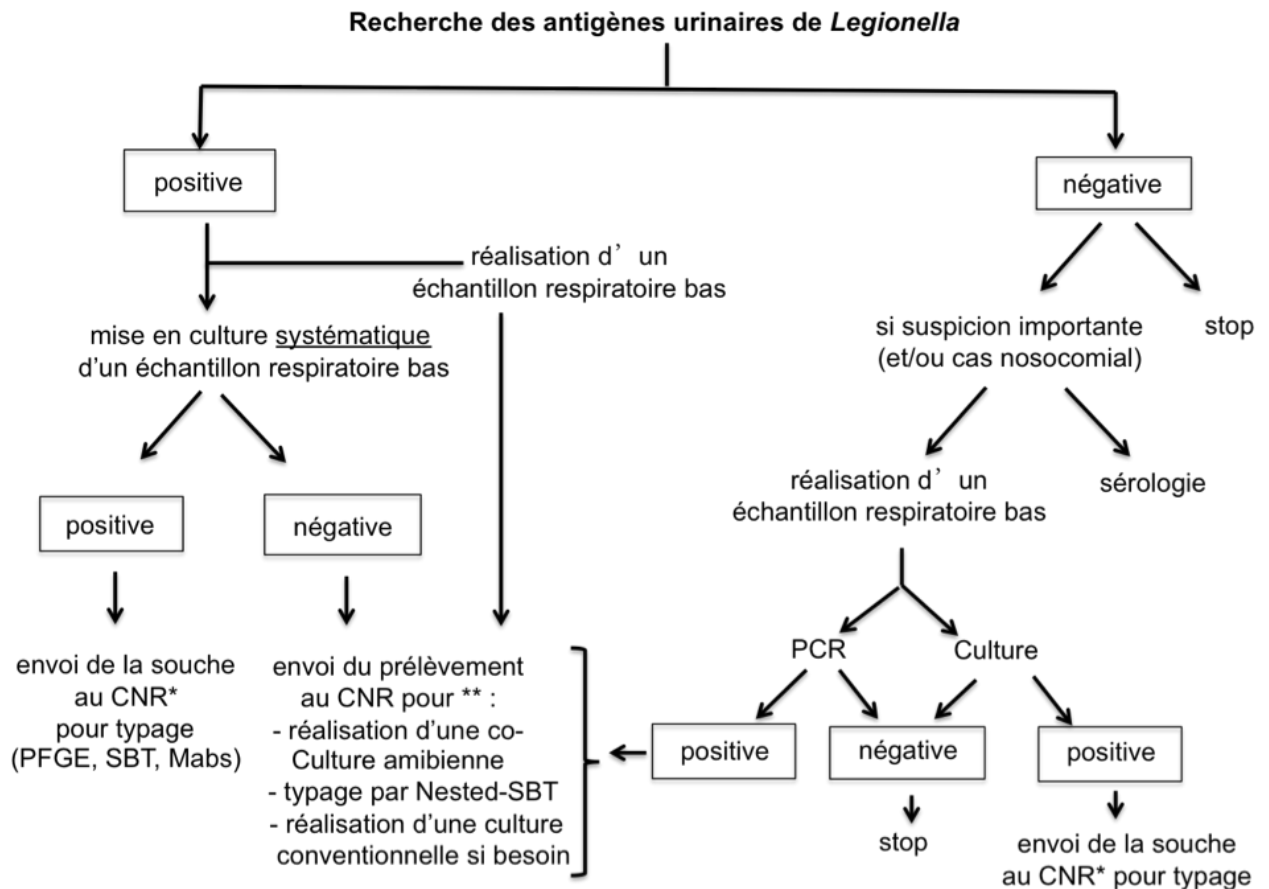 Recherche des antigènes urinaires de Legionella
positive
négative
réalisation d’ un
échantillon respiratoire bas
mise en culture systématique
d’un échantillon respiratoire bas
si suspicion importante
(et/ou cas nosocomial)
stop
positive
négative
réalisation d’ un
échantillon respiratoire bas
sérologie
envoi de la souche
au CNR*
pour typage
(PFGE, SBT, Mabs)
envoi du prélèvement
au CNR pour ** :
- réalisation d’une co-
Culture amibienne
- typage par Nested-SBT
- réalisation d’une culture
conventionnelle si besoin
PCR
Culture
positive
négative
positive
stop
envoi de la souche
au CNR* pour typage